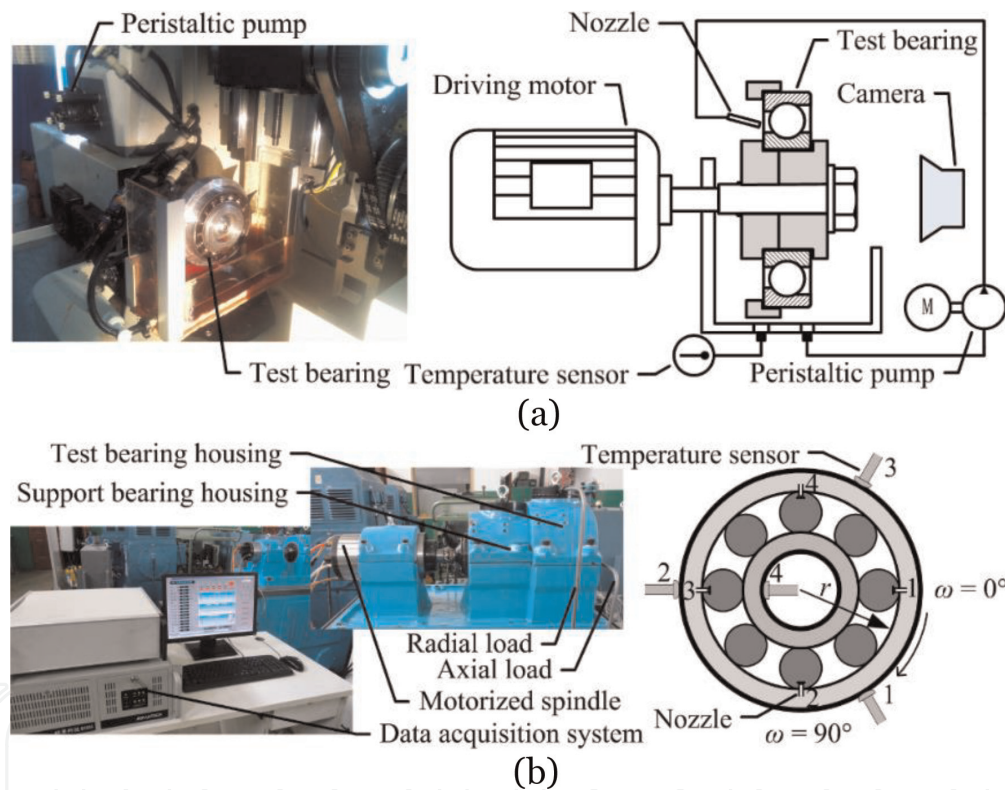 Peristaltic pump
Nozzle
Test bearing
Driving motor
Camera
M
Test bearing
Temperature sensor
Peristaltic pump
(a)
Test bearing housing
Support bearing housing
Radial load
Axial load
Motorized spindle
Data acquisition system
Temperature sensor
3
4
2
3
4
r
1
ω = 0°
2
1
Nozzle
ω = 90°
(b)